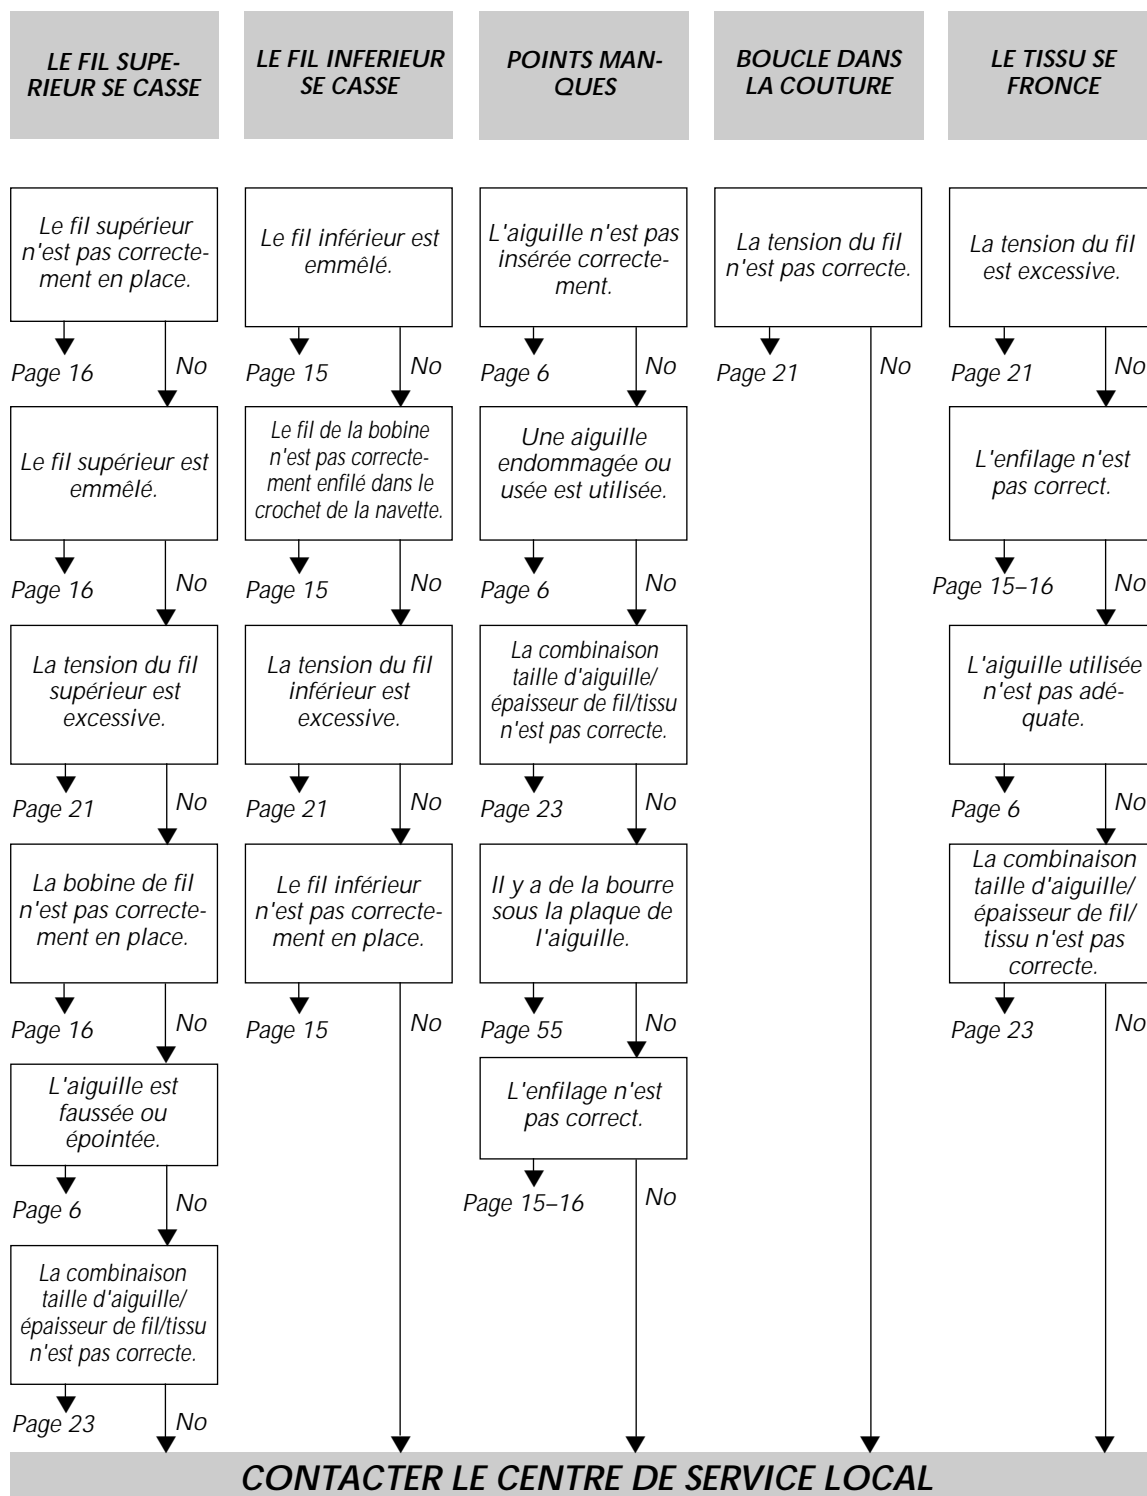 LE FIL SUPE-
RIEUR SE CASSE
LE FIL INFERIEUR
SE CASSE
POINTS MAN-
QUES
BOUCLE DANS
LA COUTURE
LE TISSU SE
FRONCE
Le fil supérieur
n'est pas correcte-
ment en place.
Page 16
No
Le fil supérieur est
emmêlé.
Page 16
No
La tension du fil
supérieur est
excessive.
Page 21
No
La bobine de fil
n'est pas correcte-
ment en place.
Page 16
No
L'aiguille est
faussée ou
épointée.
Page 6
No
La combinaison
taille d'aiguille/
épaisseur de fil/tissu
n'est pas correcte.
Page 23
No
Le fil inférieur est
emmêlé.
Page 15
No
Le fil de la bobine
n'est pas correcte-
ment enfilé dans le
crochet de la navette.
Page 15
No
La tension du fil
inférieur est
excessive.
Page 21
No
Le fil inférieur
n'est pas correcte-
ment en place.
Page 15
No
L'aiguille n'est pas
insérée correcte-
ment.
Page 6
No
Une aiguille
endommagée ou
usée est utilisée.
Page 6
No
La combinaison
taille d'aiguille/
épaisseur de fil/tissu
n'est pas correcte.
Page 23
No
Il y a de la bourre
sous la plaque de
l'aiguille.
Page 55
No
L'enfilage n'est
pas correct.
Page 15–16
No
La tension du fil
n'est pas correcte.
Page 21
No
La tension du fil
est excessive.
Page 21
No
L'enfilage n'est
pas correct.
Page 15–16
No
L'aiguille utilisée
n'est pas adé-
quate.
Page 6
No
La combinaison
taille d'aiguille/
épaisseur de fil/
tissu n'est pas
correcte.
Page 23
No
CONTACTER LE CENTRE DE SERVICE LOCAL